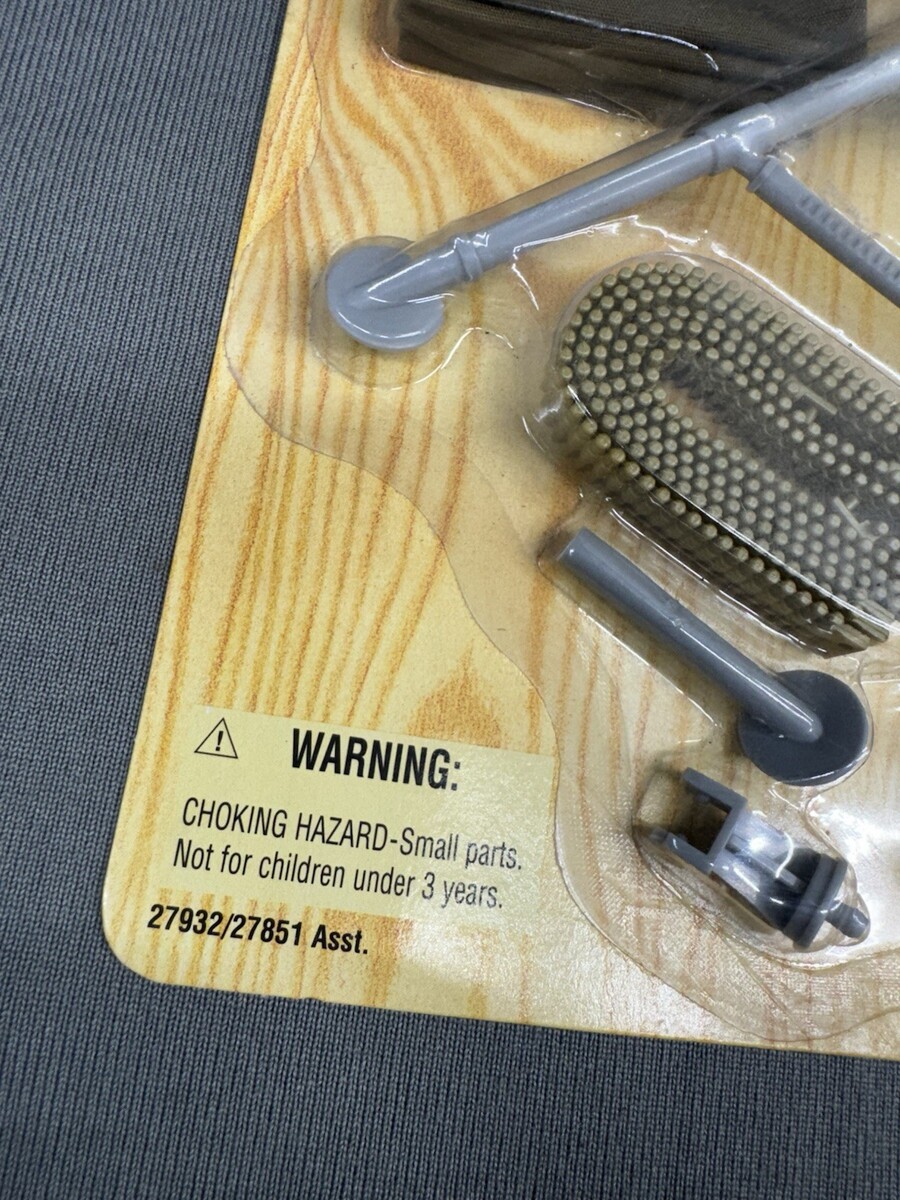 WARNING:
CHOKING HAZARD-Small parts.
Not for children under 3 years.
27932/27851 Asst.